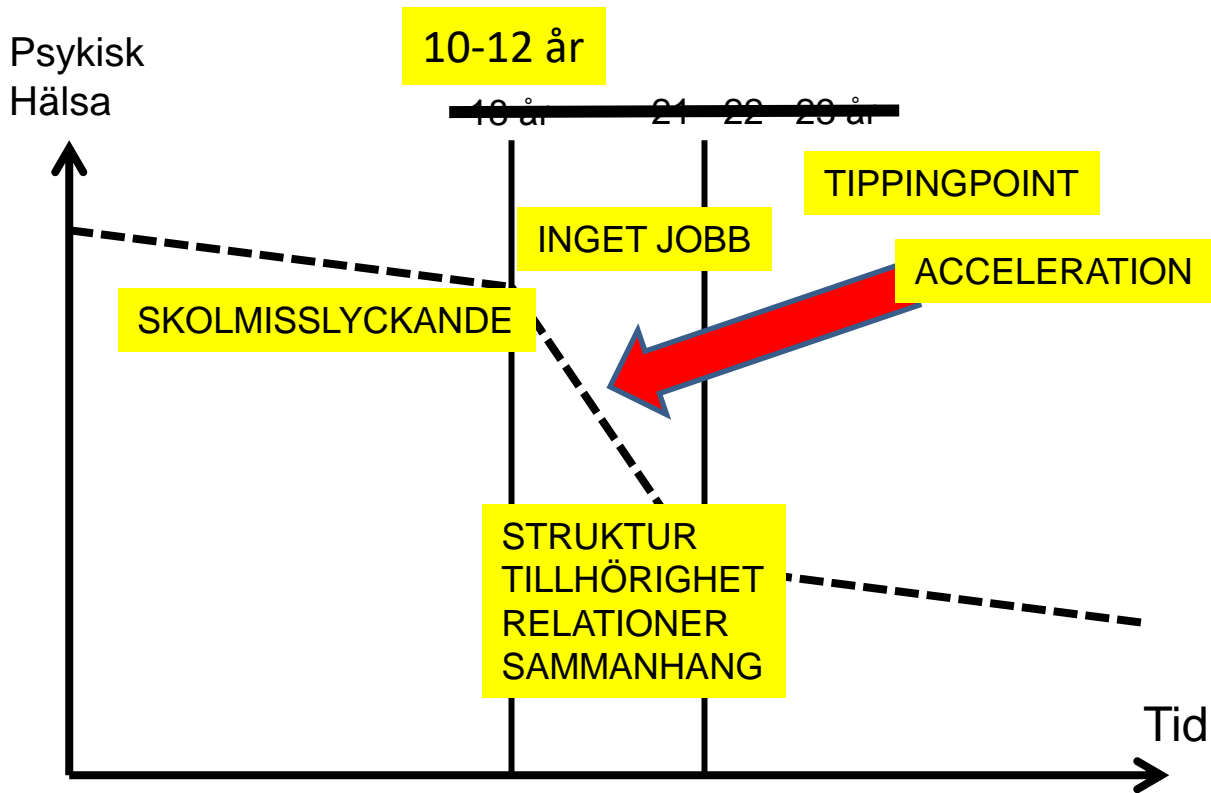 Psykisk
Hälsa
10-12 år
18 år 21 22 23 år
TIPPINGPOINT
INGET JOBB
ACCELERATION
SKOLMISSLYCKANDE
STRUKTUR
TILLHÖRIGHET
RELATIONER
SAMMANHANG
Tid